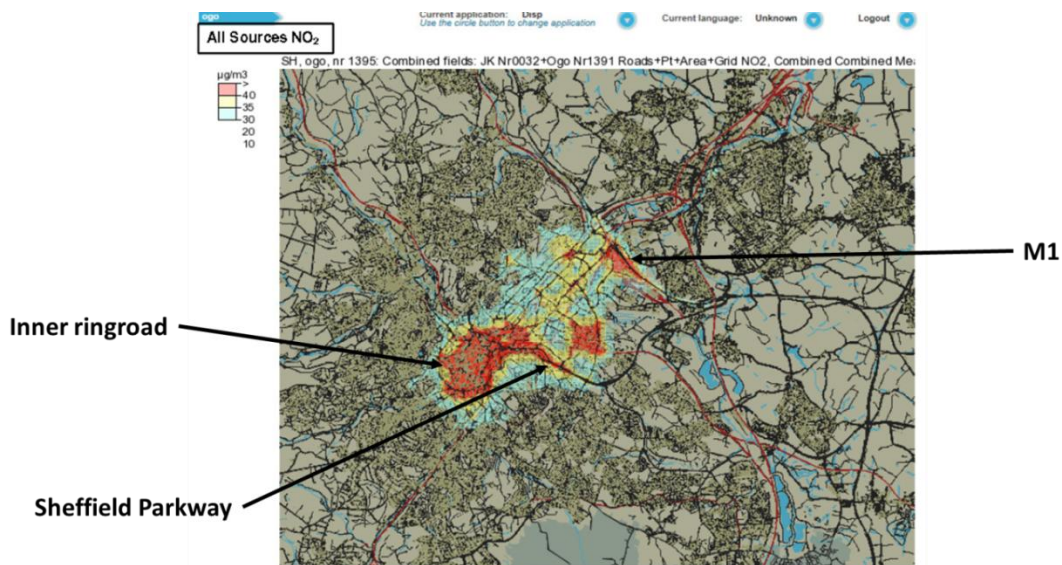 ogo
Current application: Disp
Use the circle button to change application
Current language: Unknown
Logout
All Sources NO₂
SH, ogo, nr 1395: Combined fields: JK Nr0032+Ogo Nr1391 Roads+Pt+Area+Grid NO2, Combined Combined Mea
µg/m3
>
40
35
30
20
10
M1
Inner ringroad
Sheffield Parkway